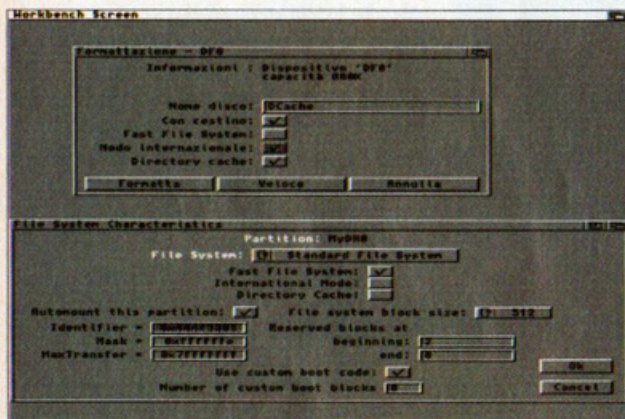 Workbench Screen
Formattazione - DF0
Informazioni : Dispositivo "DF0"
capacità 880K
Nome disco: DCache
Con cestino:
Fast File System:
Modo internazionale:
Directory cache:
Formatta Veloce Annulla
File System Characteristics
Partition: MyDH0
File System: Standard File System
Fast File System:
International Mode:
Directory Cache:
Automount this partition: File system block size: 512
Identifier = Reserved blocks at
Mask = 0xfffffffe beginning: 2
MaxTransfer = 0x7fffffff end: 0
Use custom boot code: Ok
Number of custom boot blocks 0 Cancel